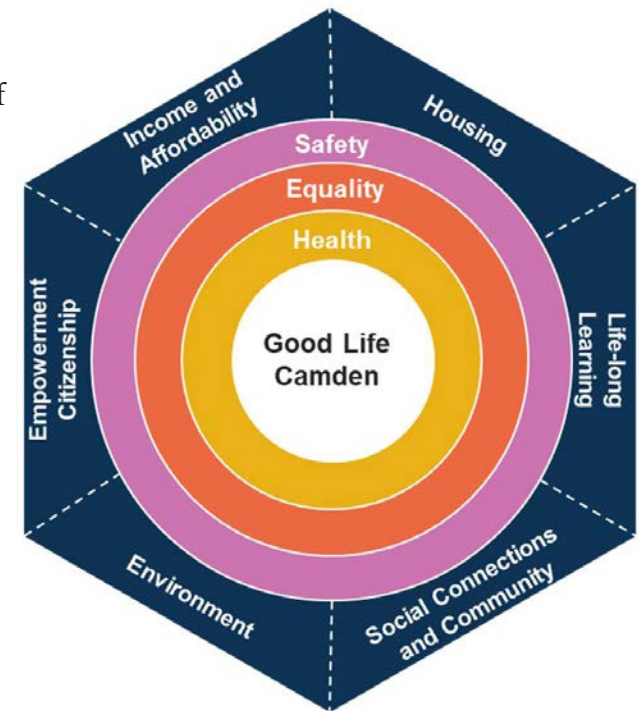 f
Income and
Affordability
Housing
Safety
Equality
Health
Good Life
Camden
Empowerment
Citizenship
Life-long
Learning
Environment
Social Connections
and Community